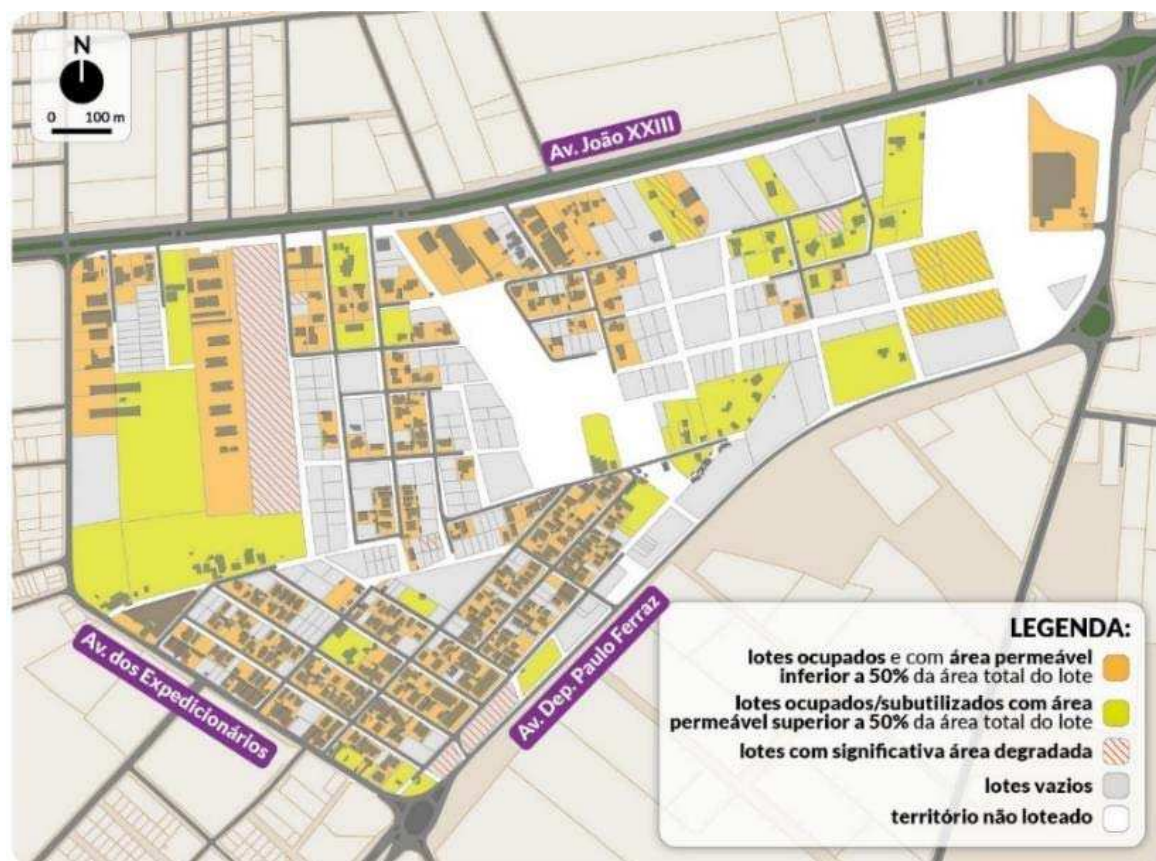 N
0 100 m
Av. João XXIII
Av. dos Expedicionários
Av. Dep. Paulo Ferraz
LEGENDA:
lotes ocupados e com área permeável
inferior a 50% da área total do lote
lotes ocupados/subutilizados com área
permeável superior a 50% da área total do lote
lotes com significativa área degradada
lotes vazios
território não loteado